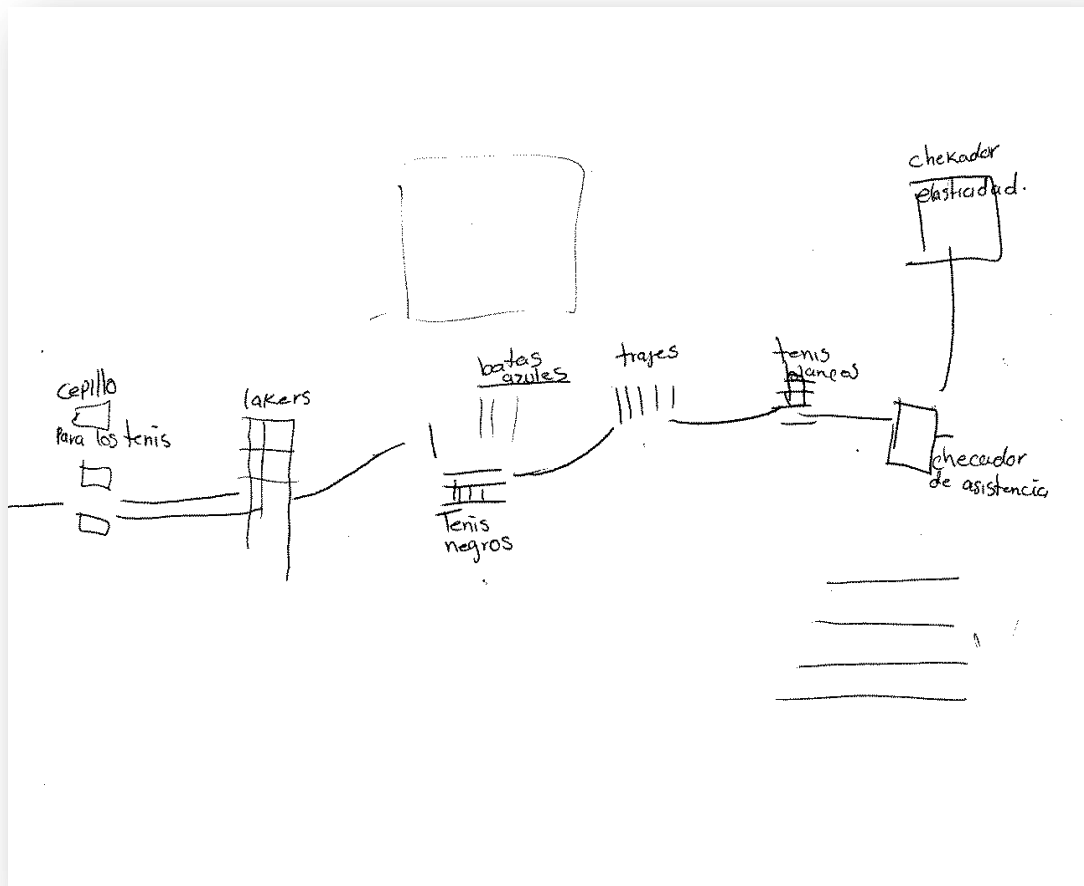 chekador
elasticidad.
trajes
tenis
blancos
batas
azules
cepillo
Para los tenis
lakers
checador
de asistencia
Tenis
negros